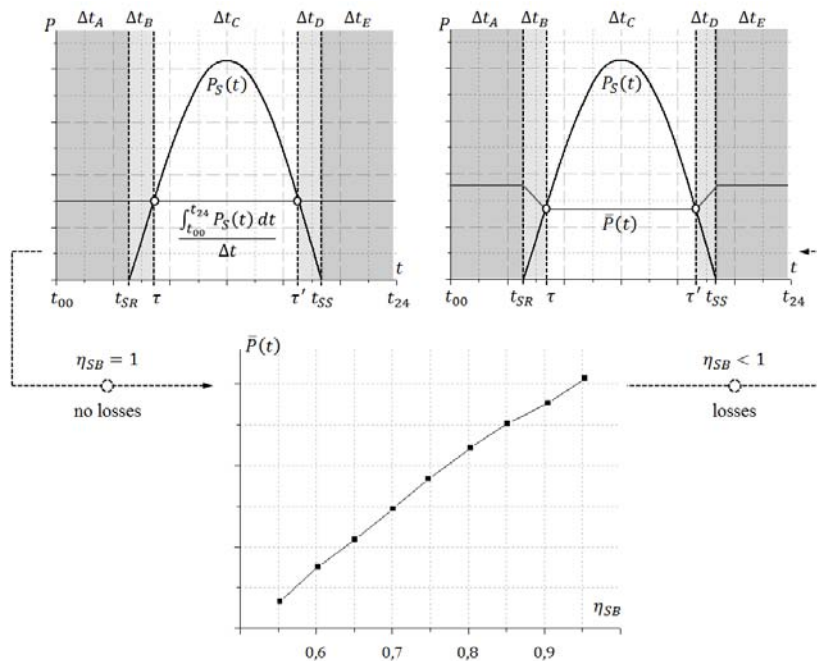 Δt_A Δt_B Δt_C Δt_D Δt_E
P
P_S(t)
∫_{t_00}^{t_24} P_S(t) dt
Δt
t
t_00 t_SR τ τ' t_SS t_24
Δt_A Δt_B Δt_C Δt_D Δt_E
P
P_S(t)
P̄(t)
t
t_00 t_SR τ τ' t_SS t_24
η_SB = 1
no losses
P̄(t)
η_SB
0,6 0,7 0,8 0,9
η_SB < 1
losses